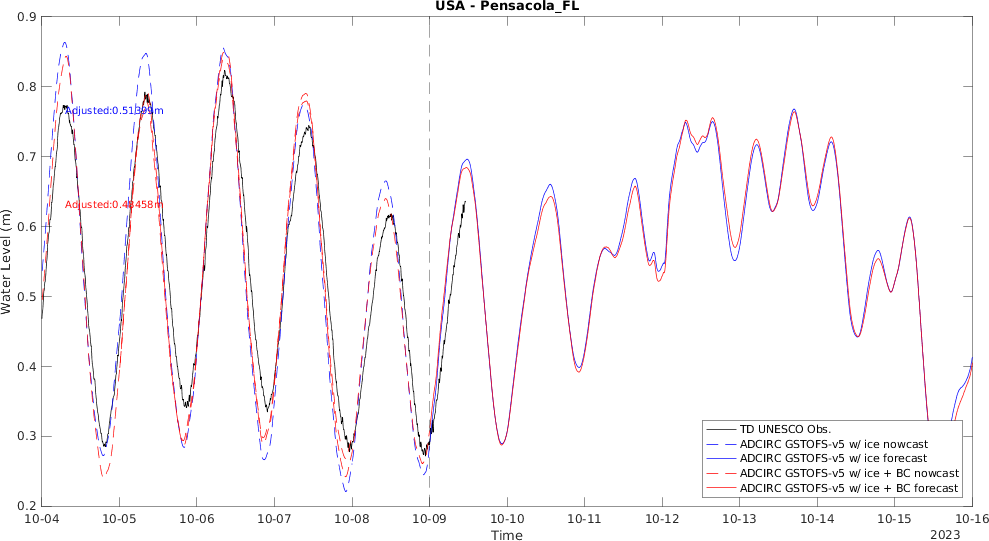 USA - Pensacola_FL
0.9
0.8
0.7
0.6
0.5
0.4
0.3
0.2
Water Level (m)
Adjusted:0.51399m
Adjusted:0.48458m
TD UNESCO Obs.
ADCIRC GSTOFS-v5 w/ ice nowcast
ADCIRC GSTOFS-v5 w/ ice forecast
ADCIRC GSTOFS-v5 w/ ice + BC nowcast
ADCIRC GSTOFS-v5 w/ ice + BC forecast
10-04 10-05 10-06 10-07 10-08 10-09 10-10 10-11 10-12 10-13 10-14 10-15 10-16
Time
2023